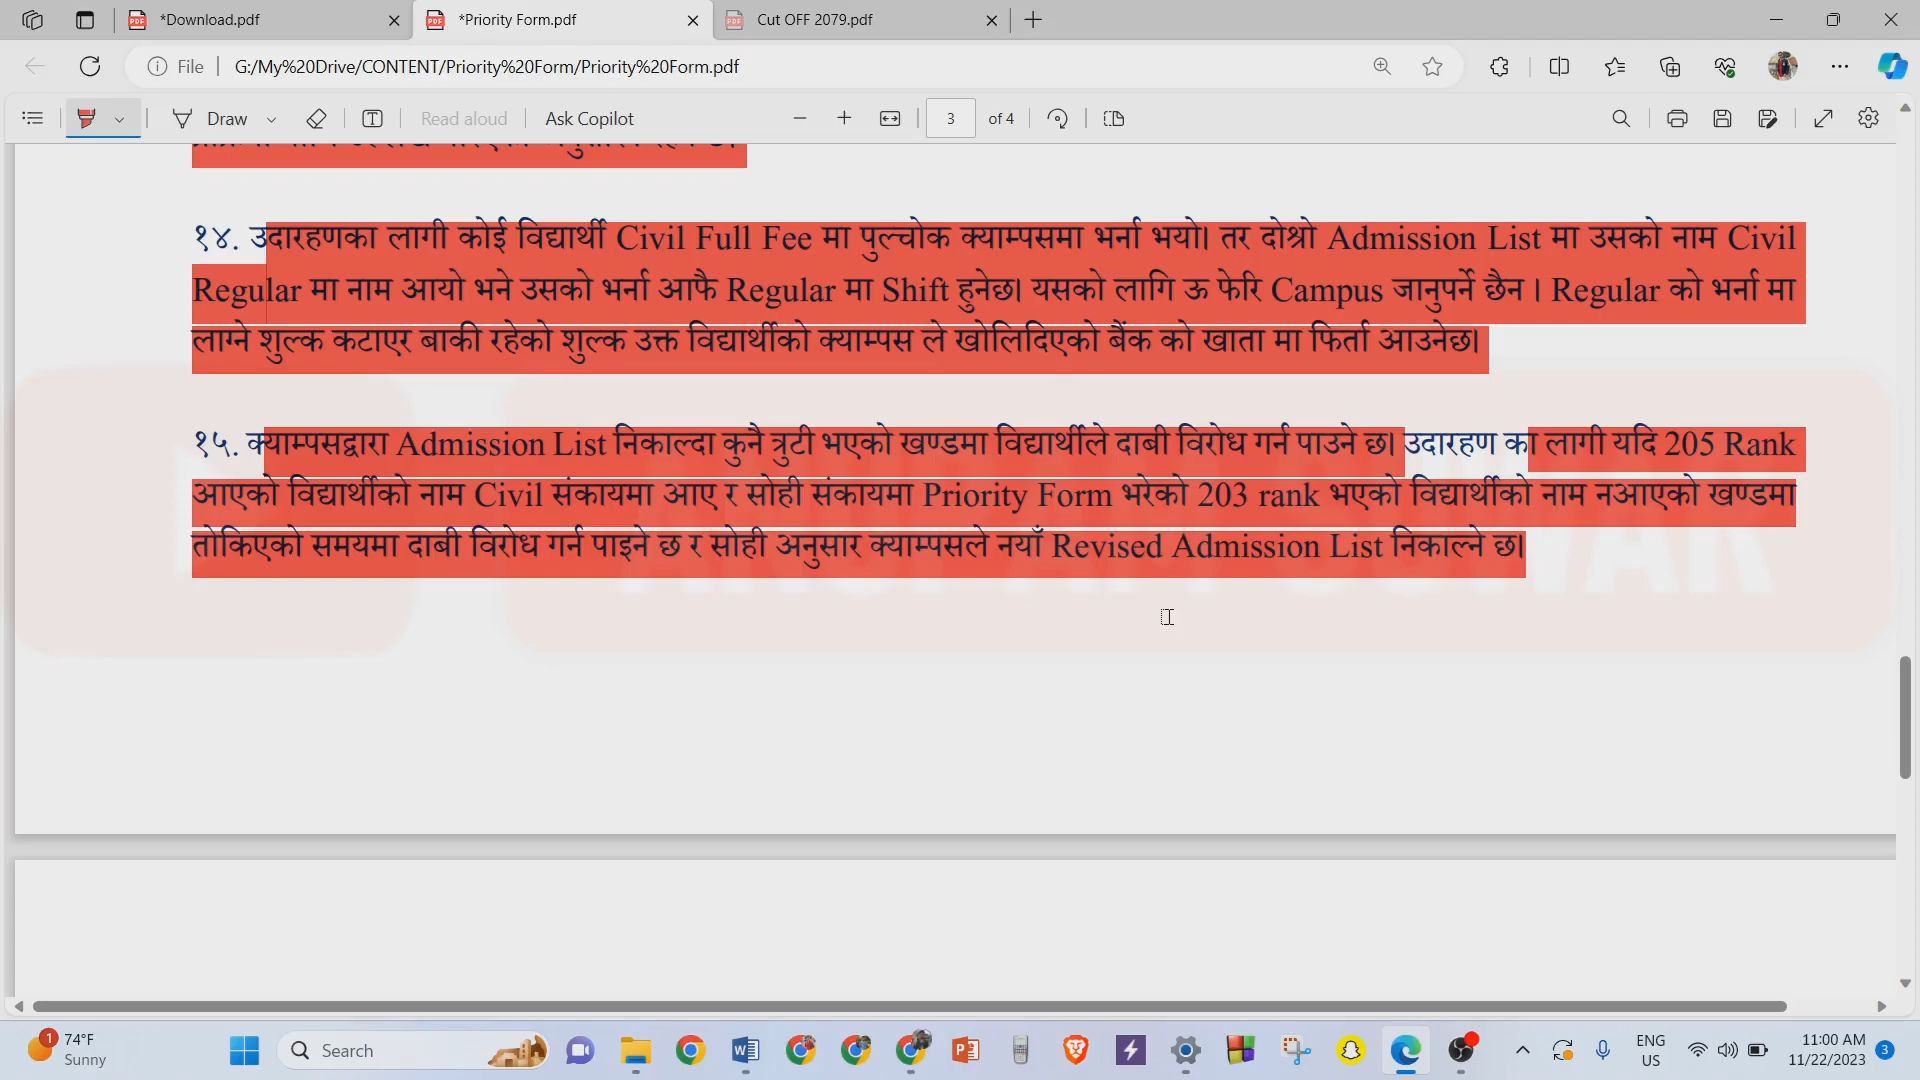 *Download.pdf
*Priority Form.pdf
Cut OFF 2079.pdf
File
G:/My%20Drive/CONTENT/Priority%20Form/Priority%20Form.pdf
Draw
Read aloud
Ask Copilot
3
of 4
१४. उदारहणका लागी कोई विद्यार्थी Civil Full Fee मा पुल्चोक क्याम्पसमा भर्ना भयो। तर दोश्रो Admission List मा उसको नाम Civil
Regular मा नाम आयो भने उसको भर्ना आफै Regular मा Shift हुनेछ। यसको लागि ऊ फेरि Campus जानुपर्ने छैन । Regular को भर्ना मा
लाग्ने शुल्क कटाएर बाकी रहेको शुल्क उक्त विद्यार्थीको क्याम्पस ले खोलिदिएको बैंक को खाता मा फिर्ता आउनेछ।
१५. क्याम्पसद्वारा Admission List निकाल्दा कुनै त्रुटी भएको खण्डमा विद्यार्थीले दाबी विरोध गर्न पाउने छ। उदारहण का लागी यदि 205 Rank
आएको विद्यार्थीको नाम Civil संकायमा आए र सोही संकायमा Priority Form भरेको 203 rank भएको विद्यार्थीको नाम नआएको खण्डमा
तोकिएको समयमा दाबी विरोध गर्न पाइने छ र सोही अनुसार क्याम्पसले नयाँ Revised Admission List निकाल्ने छ।
1
74°F
Sunny
Search
ENG
US
11:00 AM
11/22/2023
3